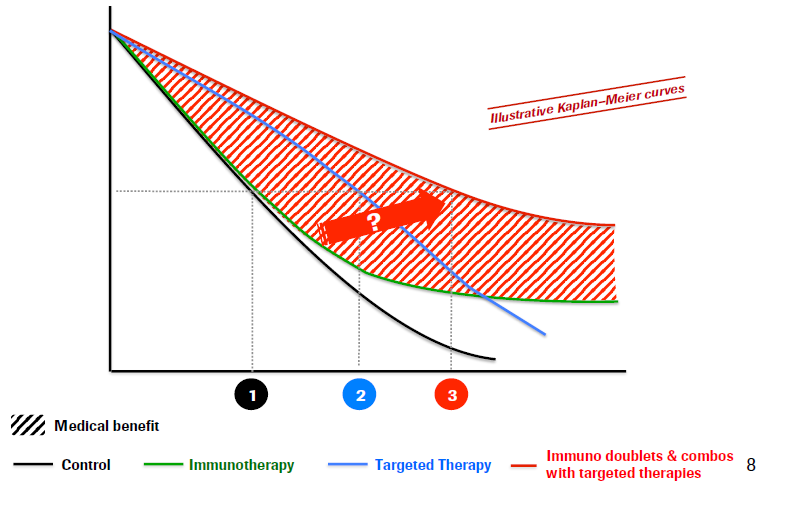 Illustrative Kaplan–Meier curves
?
1 2 3
Medical benefit
Control Immunotherapy Targeted Therapy Immuno doublets & combos
with targeted therapies 8